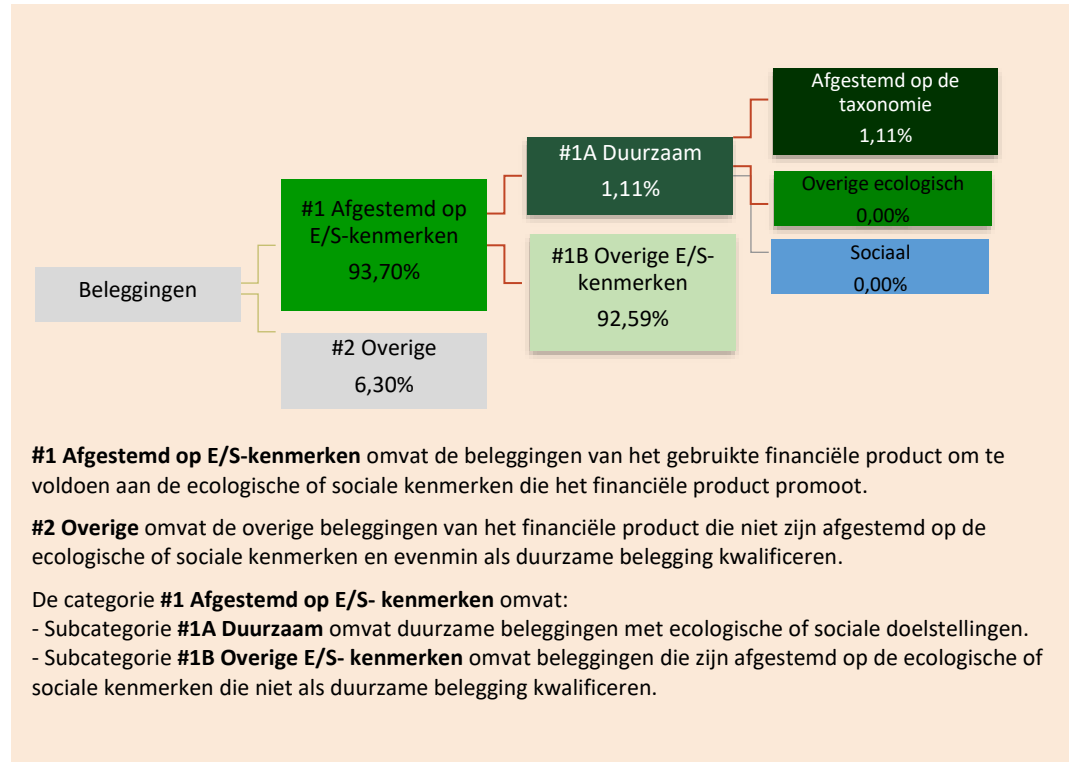 Beleggingen
#1 Afgestemd op
E/S-kenmerken
93,70%
#2 Overige
6,30%
#1A Duurzaam
1,11%
#1B Overige E/S-
kenmerken
92,59%
Afgestemd op de
taxonomie
1,11%
Overige ecologisch
0,00%
Sociaal
0,00%
#1 Afgestemd op E/S-kenmerken omvat de beleggingen van het gebruikte financiële product om te
voldoen aan de ecologische of sociale kenmerken die het financiële product promoot.
#2 Overige omvat de overige beleggingen van het financiële product die niet zijn afgestemd op de
ecologische of sociale kenmerken en evenmin als duurzame belegging kwalificeren.
De categorie #1 Afgestemd op E/S- kenmerken omvat:
- Subcategorie #1A Duurzaam omvat duurzame beleggingen met ecologische of sociale doelstellingen.
- Subcategorie #1B Overige E/S- kenmerken omvat beleggingen die zijn afgestemd op de ecologische of
sociale kenmerken die niet als duurzame belegging kwalificeren.